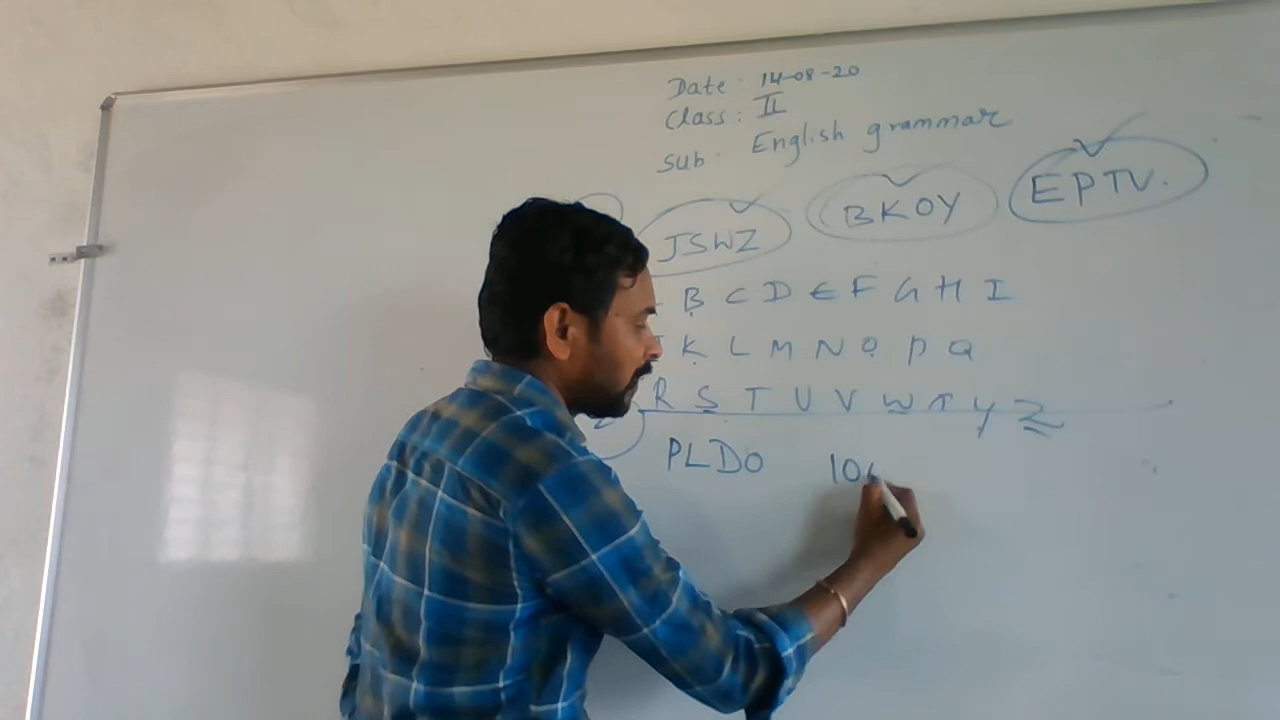 Date: 14-08-20
Class: II
Sub: English grammar
JSWZ BKOY EPTV.
B C D E F G H I
K L M N O P Q
R S T U V W X Y Z
PLDO 10